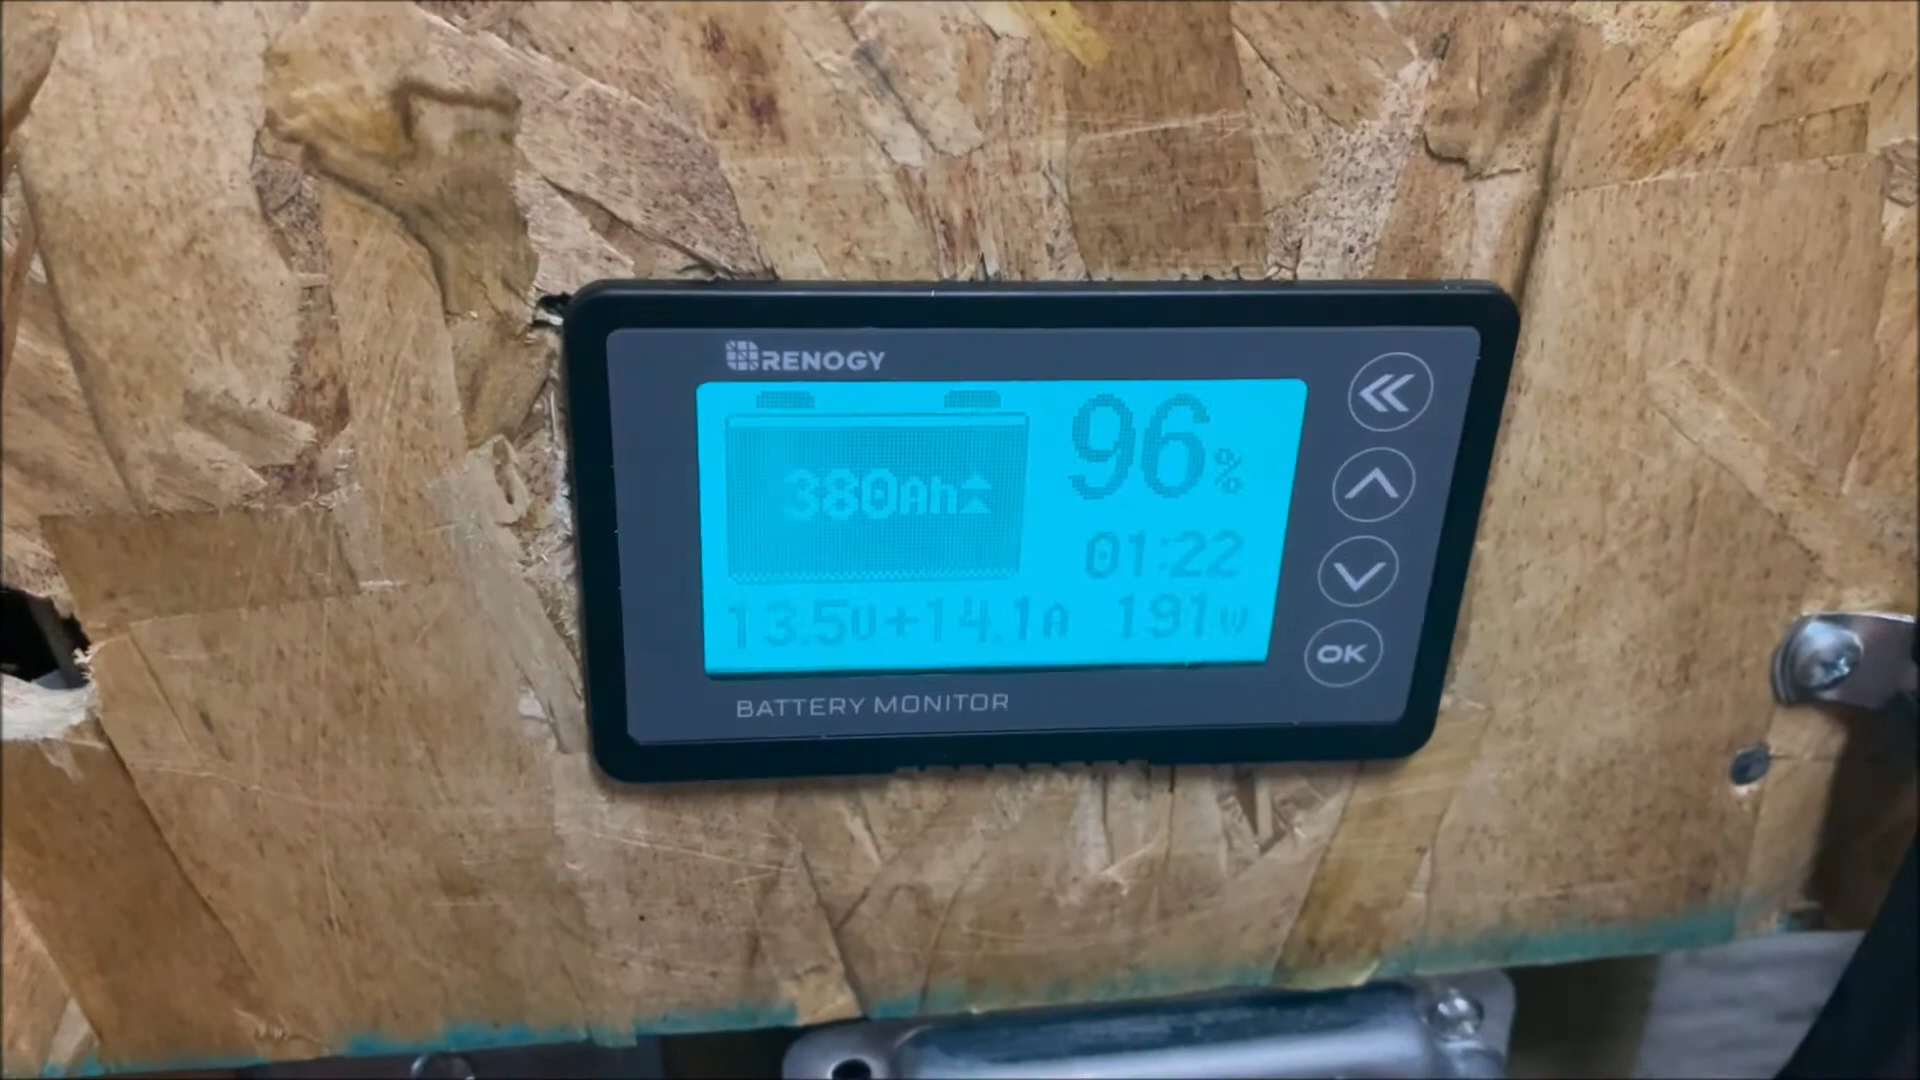 RENOGY
380Ah
96%
01:22
13.5V+14.1A 191W
OK
BATTERY MONITOR